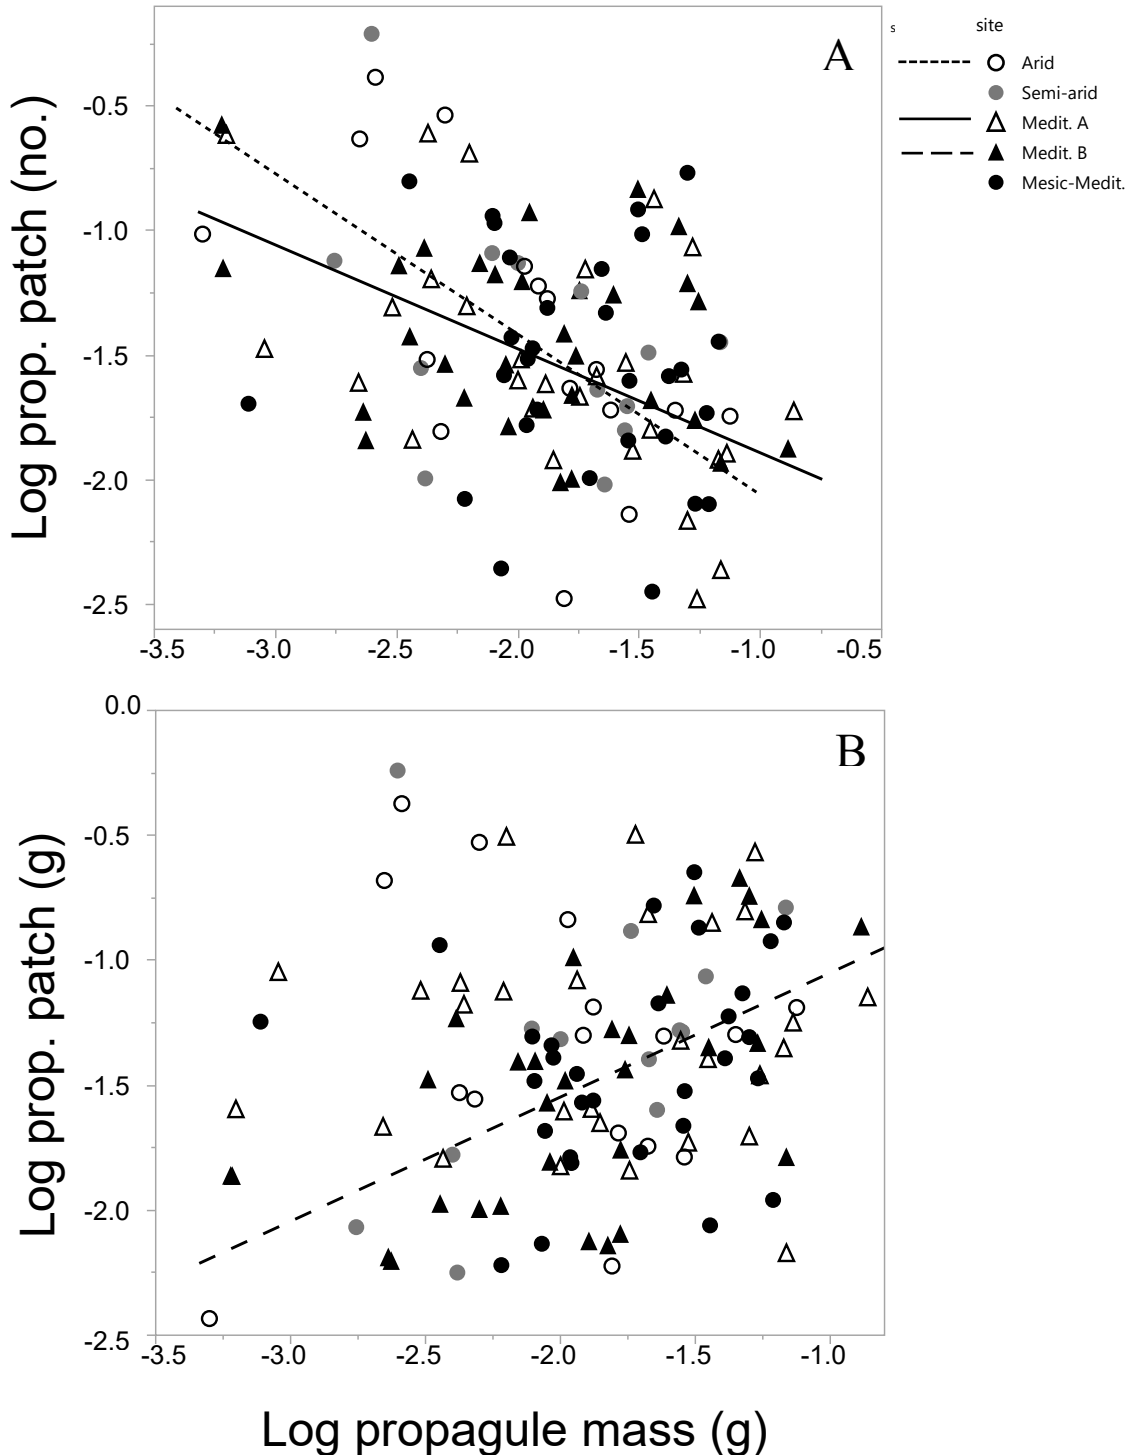 A
s
site
Arid
Semi-arid
Medit. A
Medit. B
Mesic-Medit.
Log prop. patch (no.)
-0.5
-1.0
-1.5
-2.0
-2.5
-3.5 -3.0 -2.5 -2.0 -1.5 -1.0 -0.5
B
Log prop. patch (g)
0.0
-0.5
-1.0
-1.5
-2.0
-2.5
-3.5 -3.0 -2.5 -2.0 -1.5 -1.0
Log propagule mass (g)